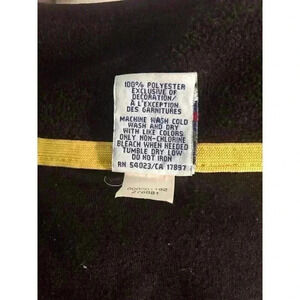 100% POLYESTER
EXCLUSIVE OF
DECORATION/
À L'EXCEPTION
DES GARNITURES
MACHINE WASH COLD
WASH AND DRY
WITH LIKE COLORS
ONLY NON-CHLORINE
BLEACH WHEN NEEDED
TUMBLE DRY LOW
DO NOT IRON
RN 54023/CA 17897